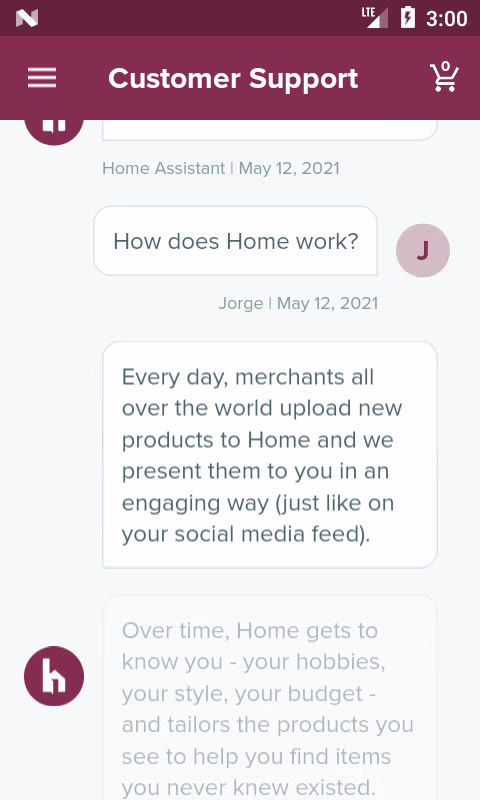 LTE
3:00
Customer Support
0
Home Assistant | May 12, 2021
How does Home work?
J
Jorge | May 12, 2021
Every day, merchants all
over the world upload new
products to Home and we
present them to you in an
engaging way (just like on
your social media feed).
Over time, Home gets to
know you - your hobbies,
your style, your budget -
and tailors the products you
see to help you find items
you never knew existed.
h